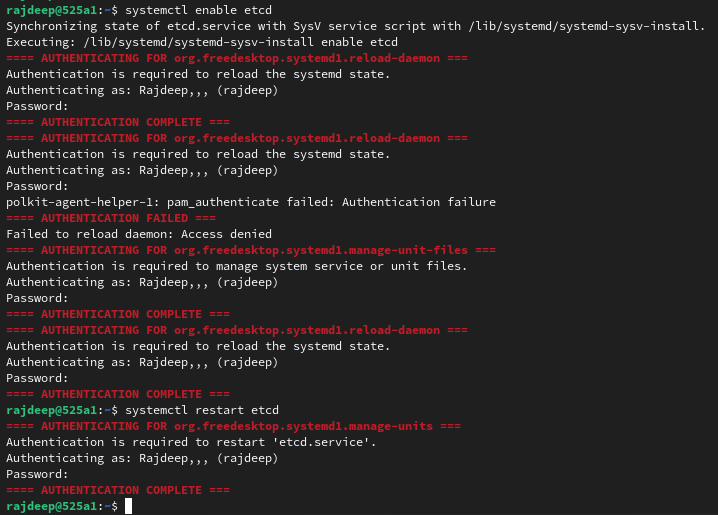 rajdeep@525a1:~$ systemctl enable etcd
Synchronizing state of etcd.service with SysV service script with /lib/systemd/systemd-sysv-install.
Executing: /lib/systemd/systemd-sysv-install enable etcd
==== AUTHENTICATING FOR org.freedesktop.systemd1.reload-daemon ===
Authentication is required to reload the systemd state.
Authenticating as: Rajdeep,,, (rajdeep)
Password:
==== AUTHENTICATION COMPLETE ===
==== AUTHENTICATING FOR org.freedesktop.systemd1.reload-daemon ===
Authentication is required to reload the systemd state.
Authenticating as: Rajdeep,,, (rajdeep)
Password:
polkit-agent-helper-1: pam_authenticate failed: Authentication failure
==== AUTHENTICATION FAILED ===
Failed to reload daemon: Access denied
==== AUTHENTICATING FOR org.freedesktop.systemd1.manage-unit-files ===
Authentication is required to manage system service or unit files.
Authenticating as: Rajdeep,,, (rajdeep)
Password:
==== AUTHENTICATION COMPLETE ===
==== AUTHENTICATING FOR org.freedesktop.systemd1.reload-daemon ===
Authentication is required to reload the systemd state.
Authenticating as: Rajdeep,,, (rajdeep)
Password:
==== AUTHENTICATION COMPLETE ===
rajdeep@525a1:~$ systemctl restart etcd
==== AUTHENTICATING FOR org.freedesktop.systemd1.manage-units ===
Authentication is required to restart 'etcd.service'.
Authenticating as: Rajdeep,,, (rajdeep)
Password:
==== AUTHENTICATION COMPLETE ===
rajdeep@525a1:~$